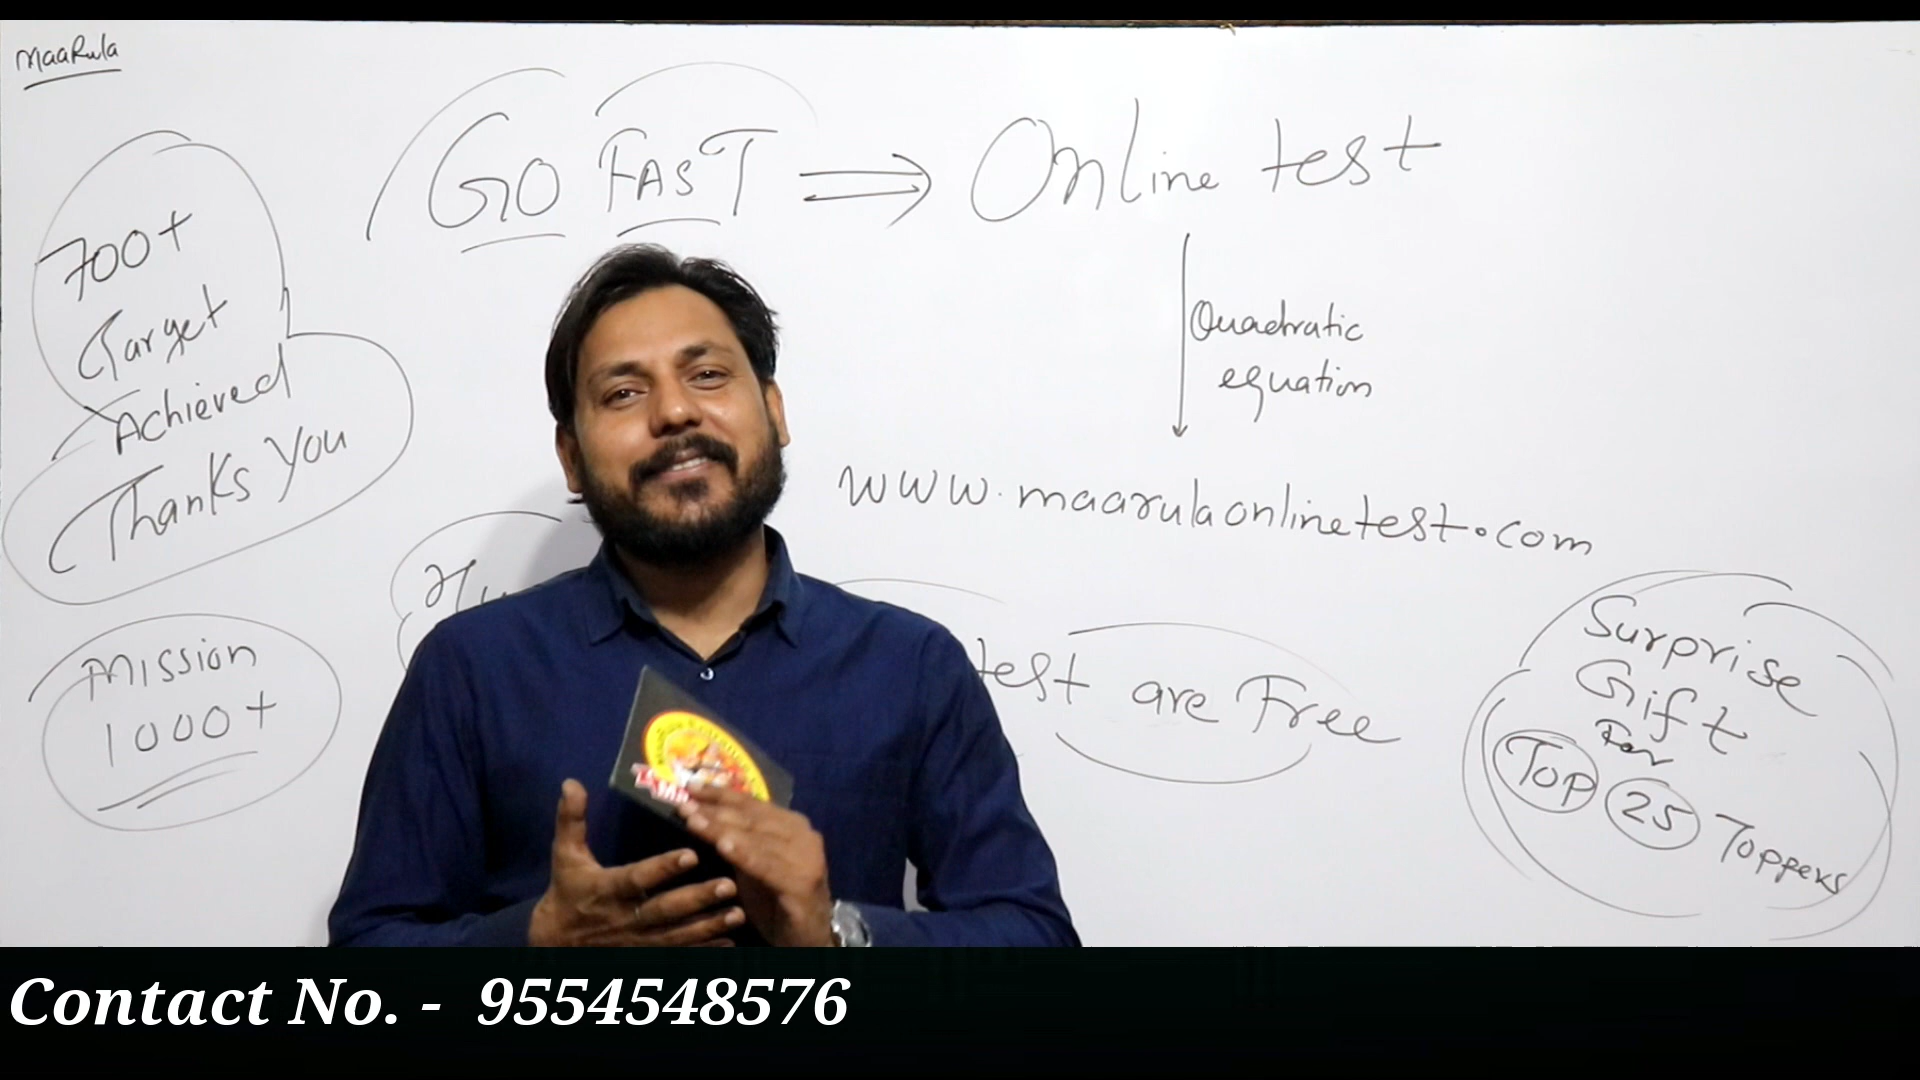 MaaRula
GO FAST ⇒ Online test
700+
Target
Achieved
Thanks You
Quadratic
equation
www.maarulaonlinetest.com
Mission
1000+
test are Free
Surprise
Gift
For
Top 25 Toppers
Contact No. - 9554548576